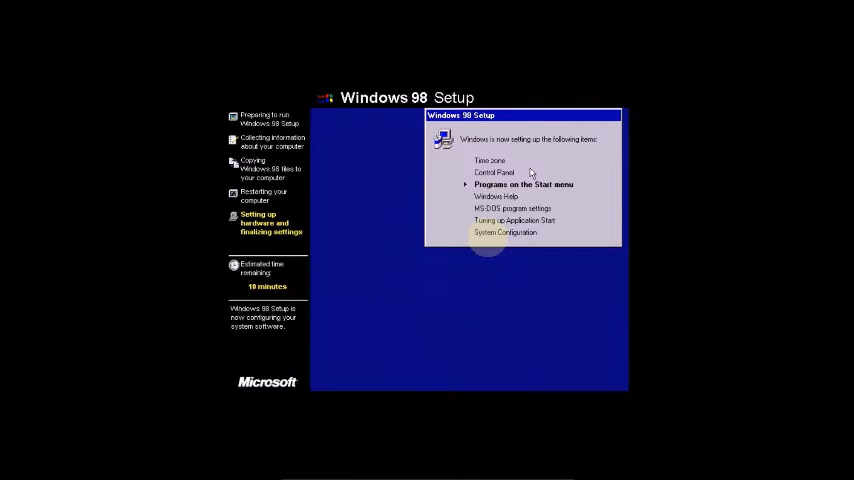 Windows 98 Setup
Preparing to run
Windows 98 Setup
Collecting information
about your computer
Copying
Windows 98 files to
your computer
Restarting your
computer
Setting up
hardware and
finalizing settings
Estimated time
remaining:
10 minutes
Windows 98 Setup is
now configuring your
system software.
Microsoft
Windows 98 Setup
Windows is now setting up the following items:
Time zone
Control Panel
Programs on the Start menu
Windows Help
MS-DOS program settings
Tuning up Application Start
System Configuration